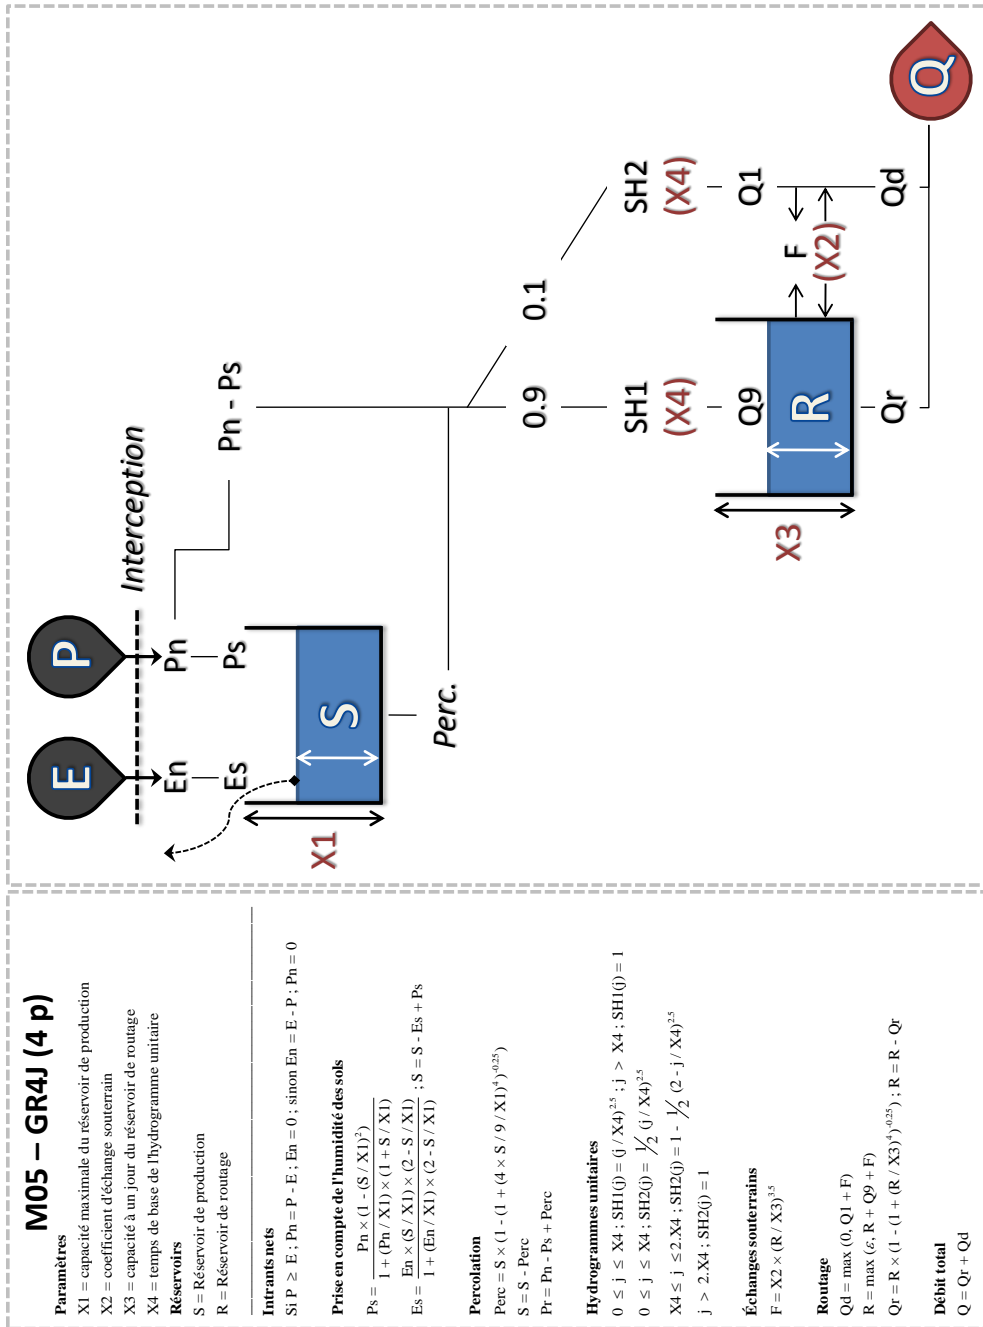 M05 – GR4J (4 p)
Paramètres
X1 = capacité maximale du réservoir de production
X2 = coefficient d'échange souterrain
X3 = capacité à un jour du réservoir de routage
X4 = temps de base de l'hydrogramme unitaire
Réservoirs
S = Réservoir de production
R = Réservoir de routage
Intrants nets
Si P ≥ E ; Pn = P - E ; En = 0 ; sinon En = E - P ; Pn = 0
Prise en compte de l'humidité des sols
Ps = Pn × (1 - (S / X1)²) / 1 + (Pn / X1) × (1 + S / X1)
Es = En × (S / X1) × (2 - S / X1) / 1 + (En / X1) × (2 - S / X1) ; S = S - Es + Ps
Percolation
Perc = S × (1 - (1 + (4 × S / 9 / X1)⁴)^-0.25)
S = S - Perc
Pr = Pn - Ps + Perc
Hydrogrammes unitaires
0 ≤ j ≤ X4 ; SH1(j) = (j / X4)^2.5 ; j > X4 ; SH1(j) = 1
0 ≤ j ≤ X4 ; SH2(j) = 1/2 (j / X4)^2.5
X4 ≤ j ≤ 2.X4 ; SH2(j) = 1 - 1/2 (2 - j / X4)^2.5
j > 2.X4 ; SH2(j) = 1
Échanges souterrains
F = X2 × (R / X3)^3.5
Routage
Qd = max (0, Q1 + F)
R = max (ε, R + Q9 + F)
Qr = R × (1 - (1 + (R / X3)⁴)^-0.25) ; R = R - Qr
Débit total
Q = Qr + Qd
E
P
Interception
En
Pn
Es
Ps
Pn - Ps
X1
S
Perc.
0.9
0.1
SH1
(X4)
SH2
(X4)
Q9
Q1
X3
R
F
(X2)
Qr
Qd
Q